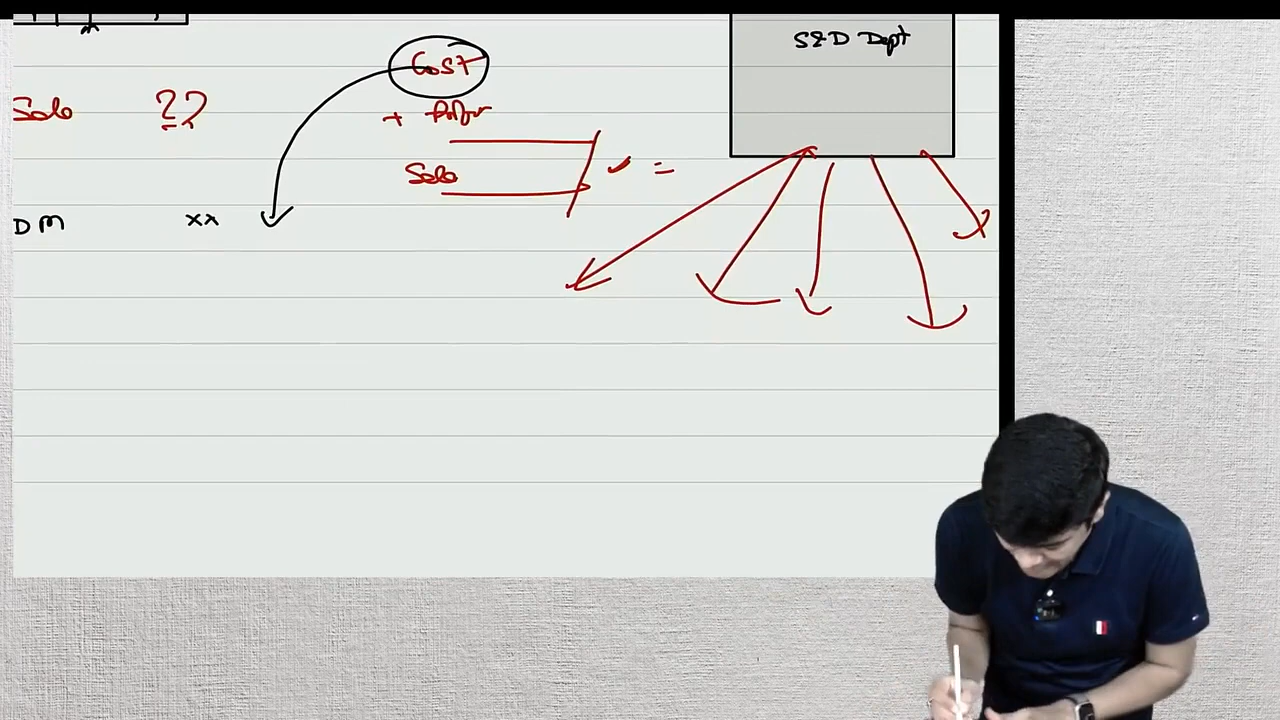 S&D Dept
COST
Sale ??
+ Profit
Sale =
DM xx